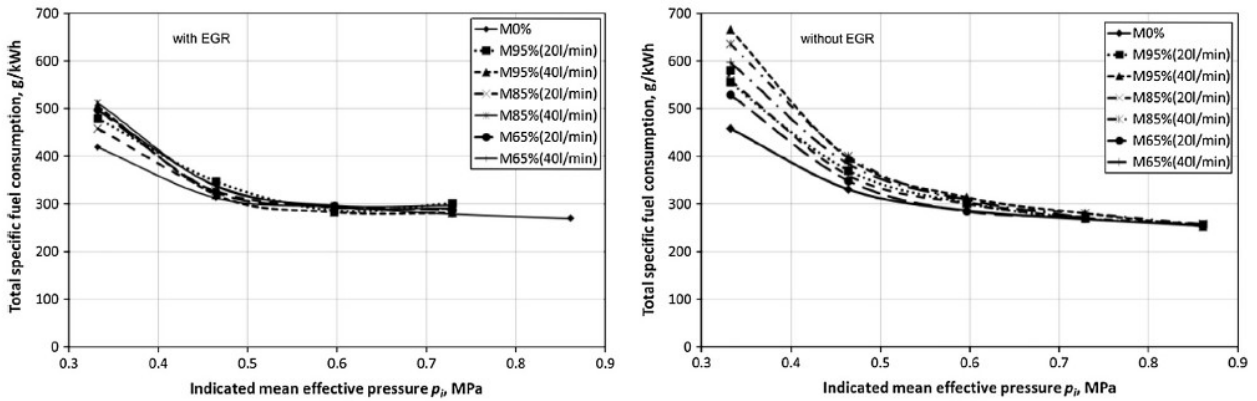 700
600
500
400
300
200
100
0
Total specific fuel consumption, g/kWh
with EGR
M0%
M95%(20l/min)
M95%(40l/min)
M85%(20l/min)
M85%(40l/min)
M65%(20l/min)
M65%(40l/min)
0.3 0.4 0.5 0.6 0.7 0.8 0.9
Indicated mean effective pressure pi, MPa
700
600
500
400
300
200
100
0
Total specific fuel consumption, g/kWh
without EGR
M0%
M95%(20l/min)
M95%(40l/min)
M85%(20l/min)
M85%(40l/min)
M65%(20l/min)
M65%(40l/min)
0.3 0.4 0.5 0.6 0.7 0.8 0.9
Indicated mean effective pressure pi, MPa